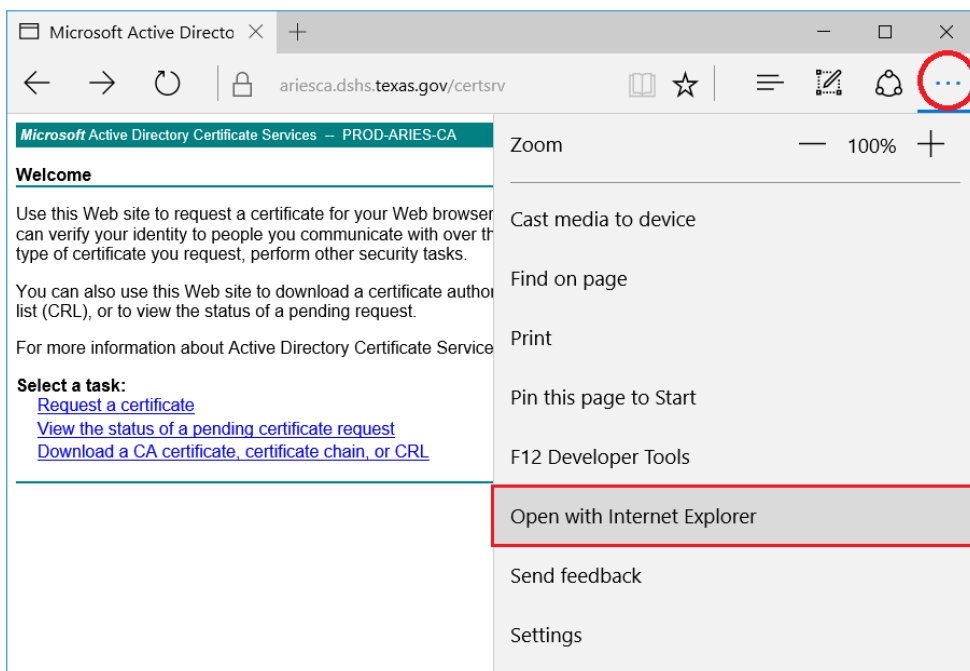 Microsoft Active Directo
ariesca.dshs.texas.gov/certsrv
Microsoft Active Directory Certificate Services -- PROD-ARIES-CA
Zoom
100%
Welcome
Use this Web site to request a certificate for your Web browser
can verify your identity to people you communicate with over th
type of certificate you request, perform other security tasks.
You can also use this Web site to download a certificate author
list (CRL), or to view the status of a pending request.
For more information about Active Directory Certificate Service
Select a task:
Request a certificate
View the status of a pending certificate request
Download a CA certificate, certificate chain, or CRL
Cast media to device
Find on page
Print
Pin this page to Start
F12 Developer Tools
Open with Internet Explorer
Send feedback
Settings